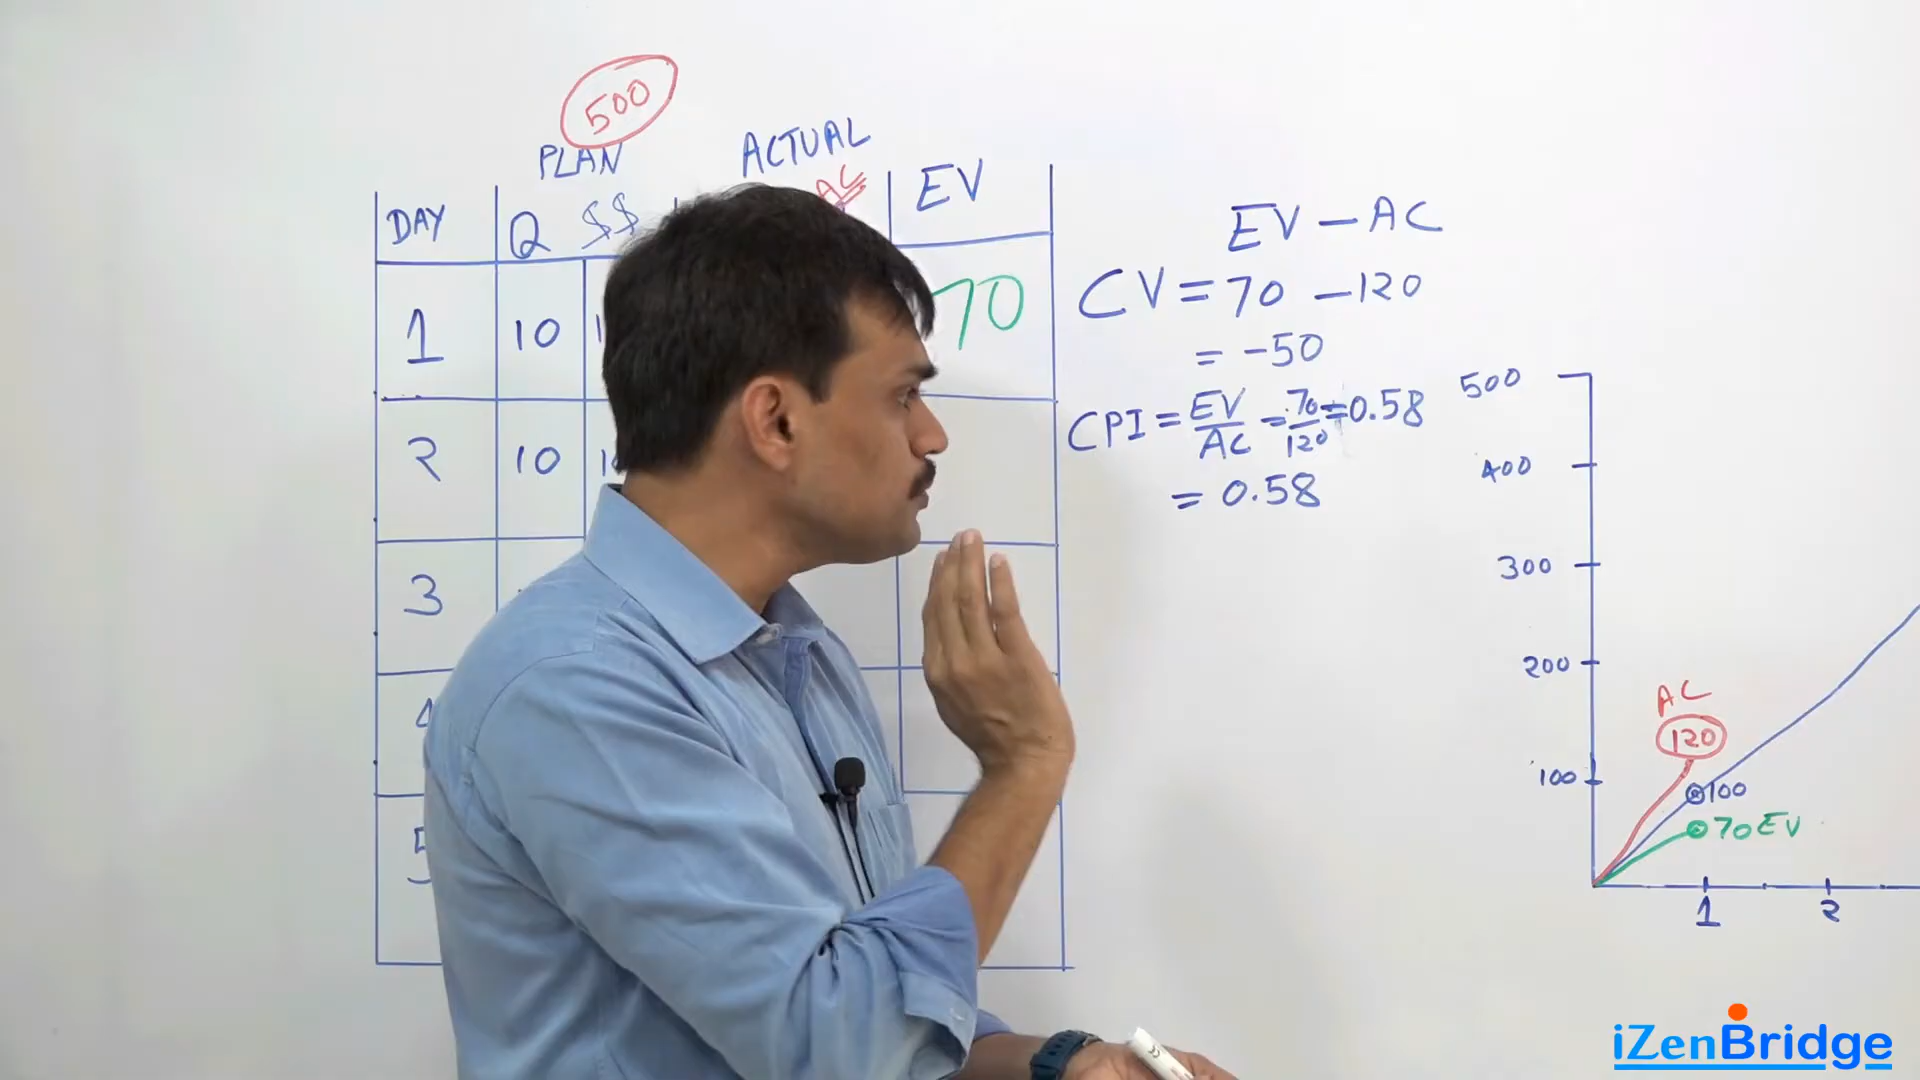 500
PLAN ACTUAL
DAY Q $$ AC EV
1 10 70
2 10
3
EV - AC
CV = 70 - 120
= -50
CPI = EV/AC = 70/120 = 0.58
= 0.58
500
400
300
200
100
AC
120
100
70 EV
1 2
iZenBridge